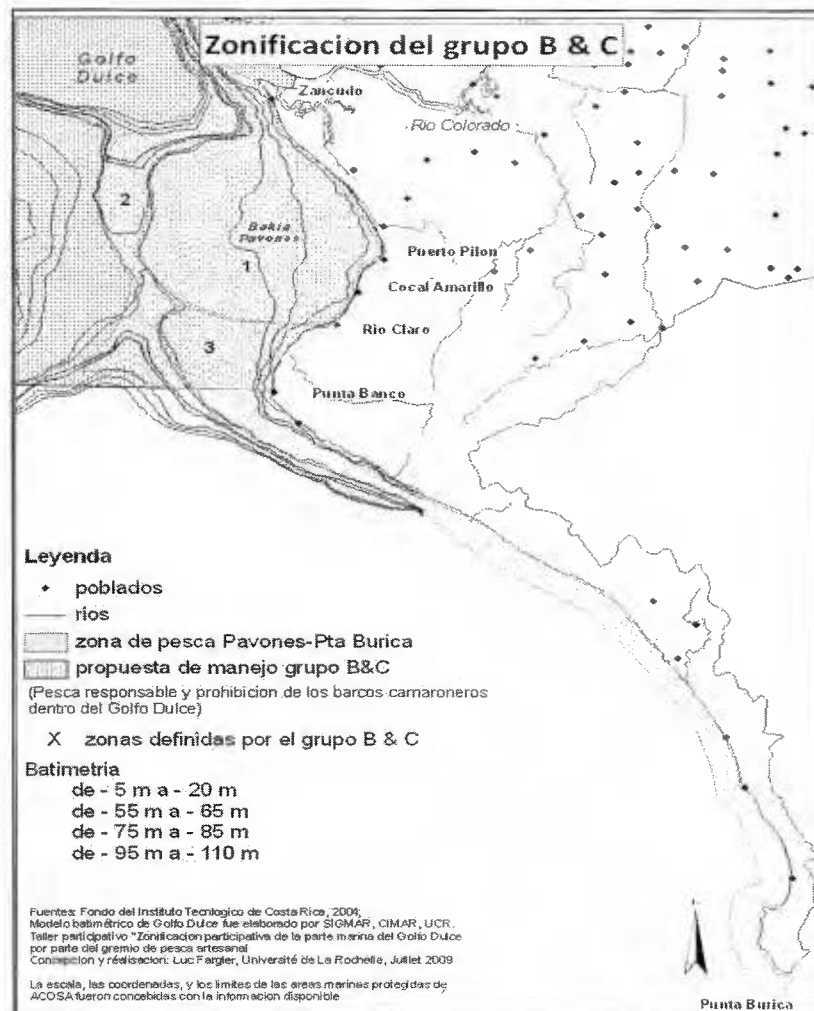 Zonificacion del grupo B & C
Golfo
Dulce
Zancudo
Rio Colorado
2
Bahia
Pavones
1
Puerto Pilon
Cocal Amarillo
3
Rio Claro
Punta Banco
Leyenda
poblados
rios
zona de pesca Pavones-Pta Burica
propuesta de manejo grupo B&C
(Pesca responsable y prohibicion de los barcos camaroneros
dentro del Golfo Dulce)
X zonas definidas por el grupo B & C
Batimetria
de - 5 m a - 20 m
de - 55 m a - 65 m
de - 75 m a - 85 m
de - 95 m a - 110 m
Fuentes: Fondo del Instituto Tecnlogico de Costa Rica, 2004;
Modelo batimétrico de Golfo Dulce fue elaborado por SIGMAR, CIMAR, UCR.
Taller participativo "Zonificacion participativa de la parte marina del Golfo Dulce
por parte del gremio de pesca artesanal
Concepcion y réalisacion: Luc Fargier, Université de La Rochelle, Juillet 2009
La escala, las coordenadas, y los limites de las areas marinas protegidas de
ACOSA fueron concebidas con la informacion disponible
Punta Burica